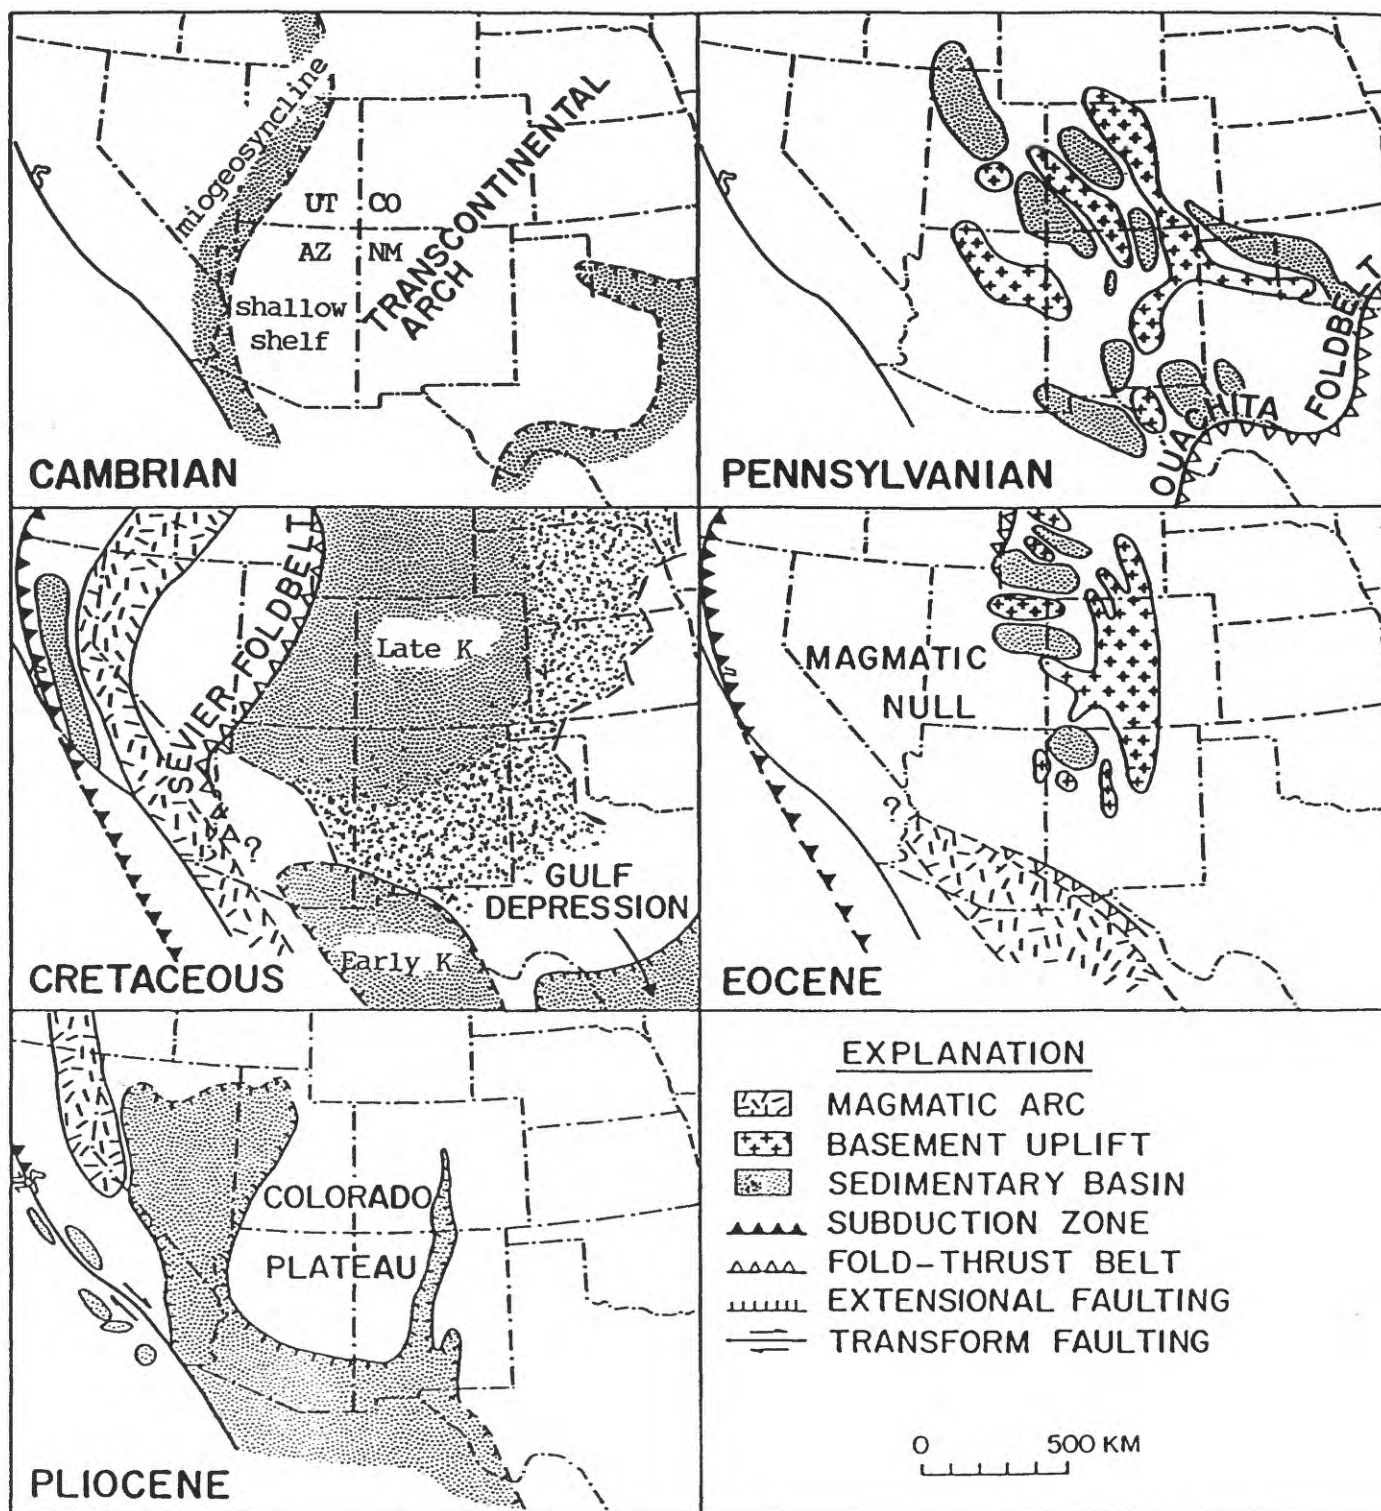 miogeosyncline
TRANSCONTINENTAL
ARCH
UT CO
AZ NM
shallow
shelf
CAMBRIAN
OUACHITA FOLDBELT
PENNSYLVANIAN
SEVIER FOLDBELT
Late K
?
GULF
DEPRESSION
Early K
CRETACEOUS
MAGMATIC
NULL
?
EOCENE
COLORADO
PLATEAU
PLIOCENE
EXPLANATION
MAGMATIC ARC
BASEMENT UPLIFT
SEDIMENTARY BASIN
SUBDUCTION ZONE
FOLD-THRUST BELT
EXTENSIONAL FAULTING
TRANSFORM FAULTING
0 500 KM